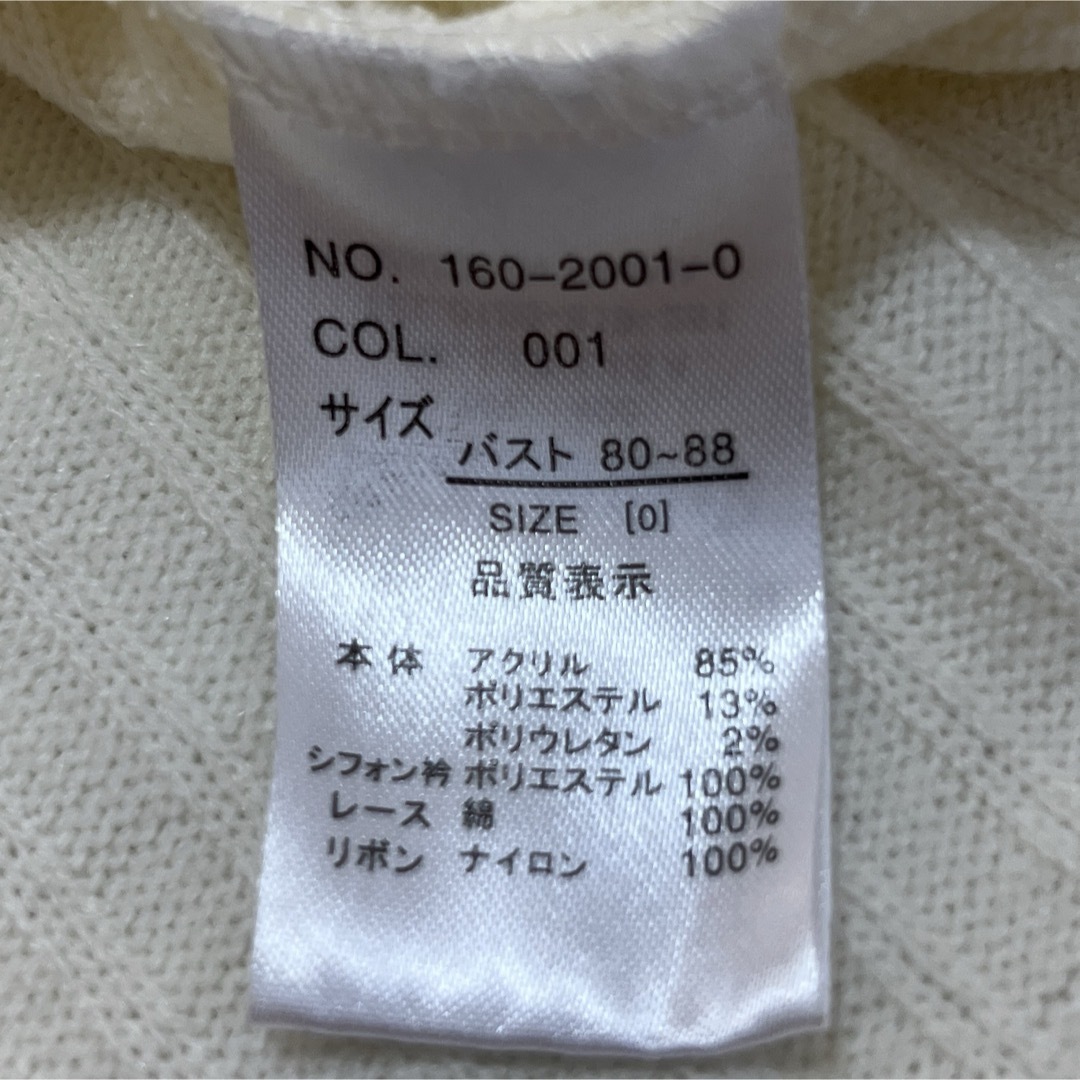 NO. 160-2001-0
COL. 001
サイズ バスト 80~88
SIZE [0]
品質表示
本体 アクリル 85%
ポリエステル 13%
ポリウレタン 2%
シフォン衿 ポリエステル 100%
レース 綿 100%
リボン ナイロン 100%